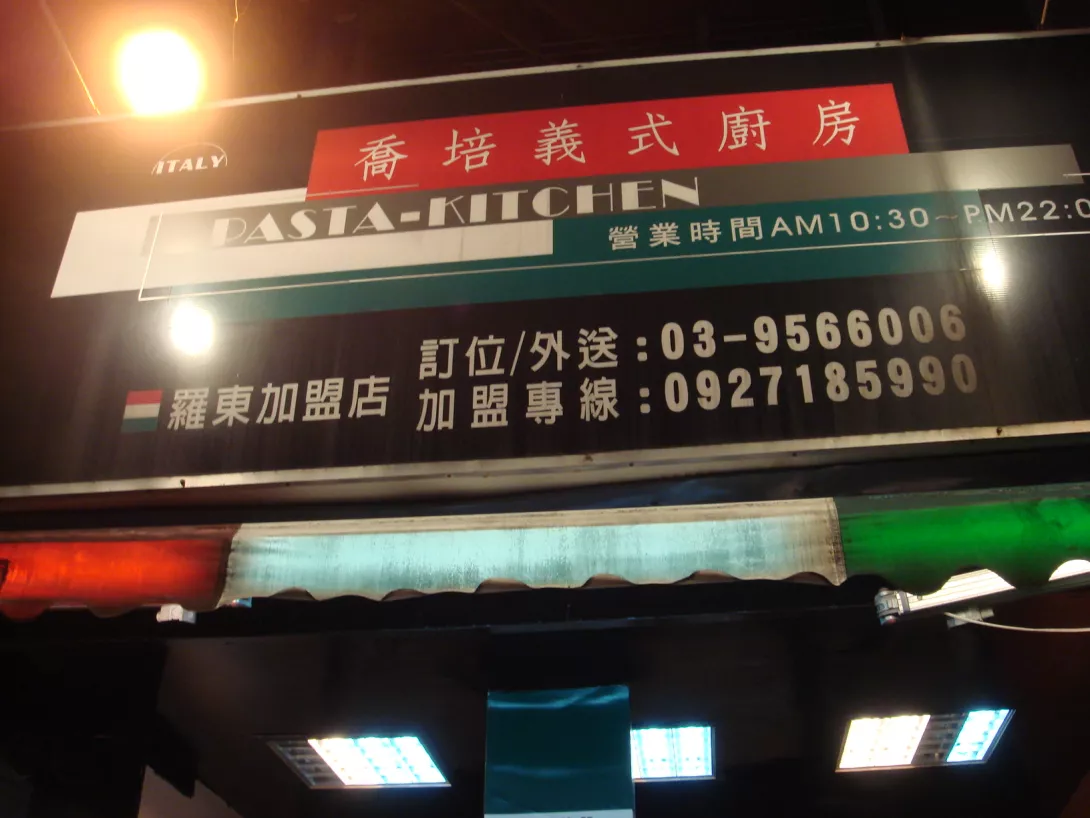 喬培義式廚房
ITALY
PASTA-KITCHEN
營業時間AM10:30~PM22:0
訂位/外送:03-9566006
羅東加盟店
加盟專線:0927185990